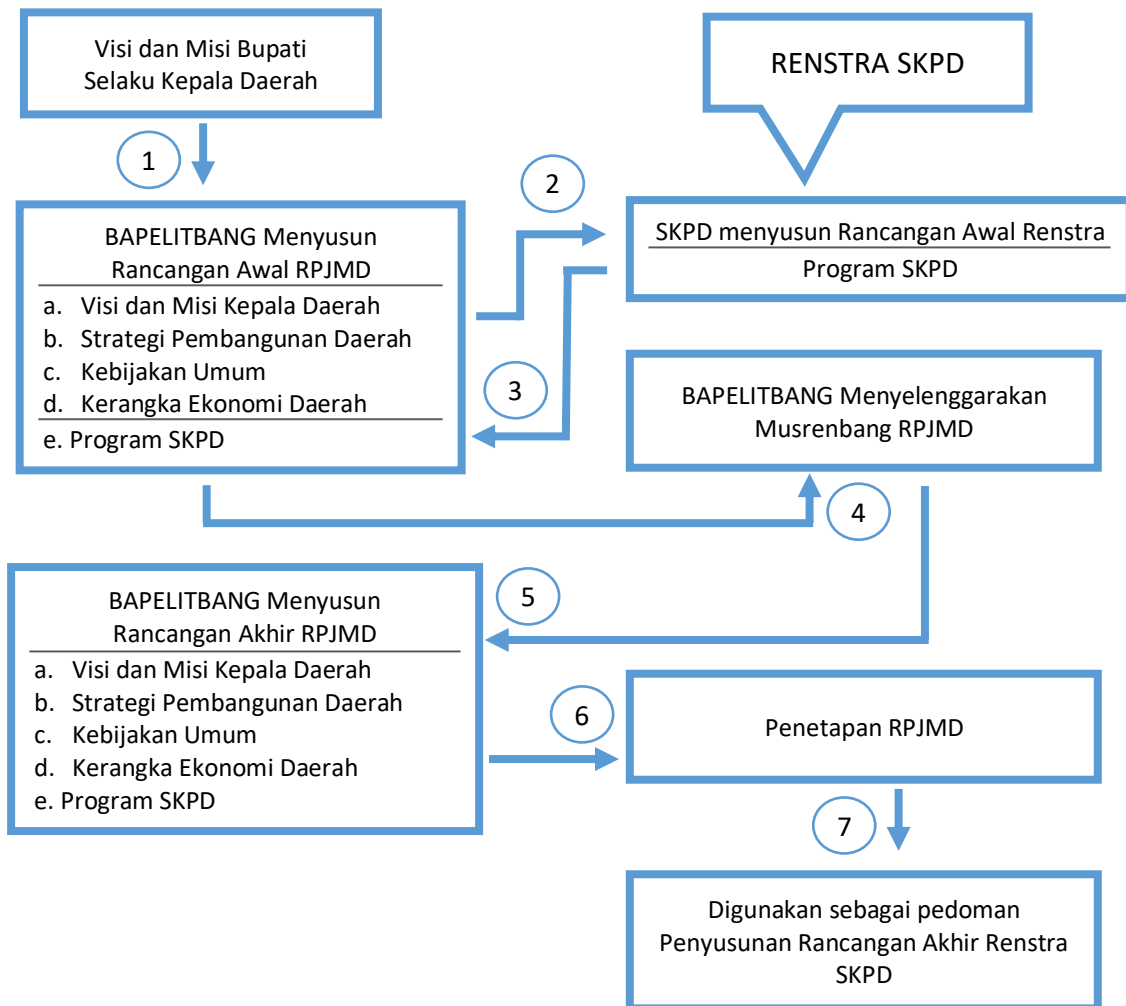 Visi dan Misi Bupati
Selaku Kepala Daerah
RENSTRA SKPD
1
2
BAPELITBANG Menyusun
Rancangan Awal RPJMD
a. Visi dan Misi Kepala Daerah
b. Strategi Pembangunan Daerah
c. Kebijakan Umum
d. Kerangka Ekonomi Daerah
e. Program SKPD
SKPD menyusun Rancangan Awal Renstra
Program SKPD
3
BAPELITBANG Menyelenggarakan
Musrenbang RPJMD
4
5
BAPELITBANG Menyusun
Rancangan Akhir RPJMD
a. Visi dan Misi Kepala Daerah
b. Strategi Pembangunan Daerah
c. Kebijakan Umum
d. Kerangka Ekonomi Daerah
e. Program SKPD
6
Penetapan RPJMD
7
Digunakan sebagai pedoman
Penyusunan Rancangan Akhir Renstra
SKPD